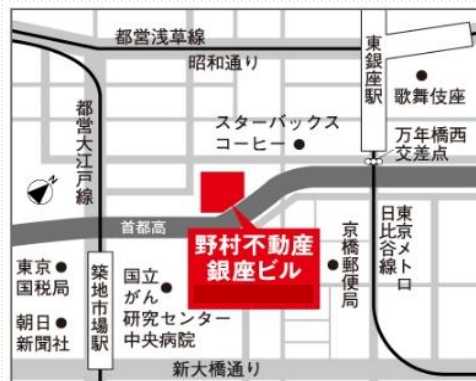 都営浅草線
昭和通り
東銀座駅
歌舞伎座
都営大江戸線
スターバックス
コーヒー
万年橋西
交差点
N
首都高
野村不動産
銀座ビル
東京
国税局
朝日
新聞社
築地市場駅
国立
がん
研究センター
中央病院
京橋郵便局
東京メトロ
日比谷線
新大橋通り